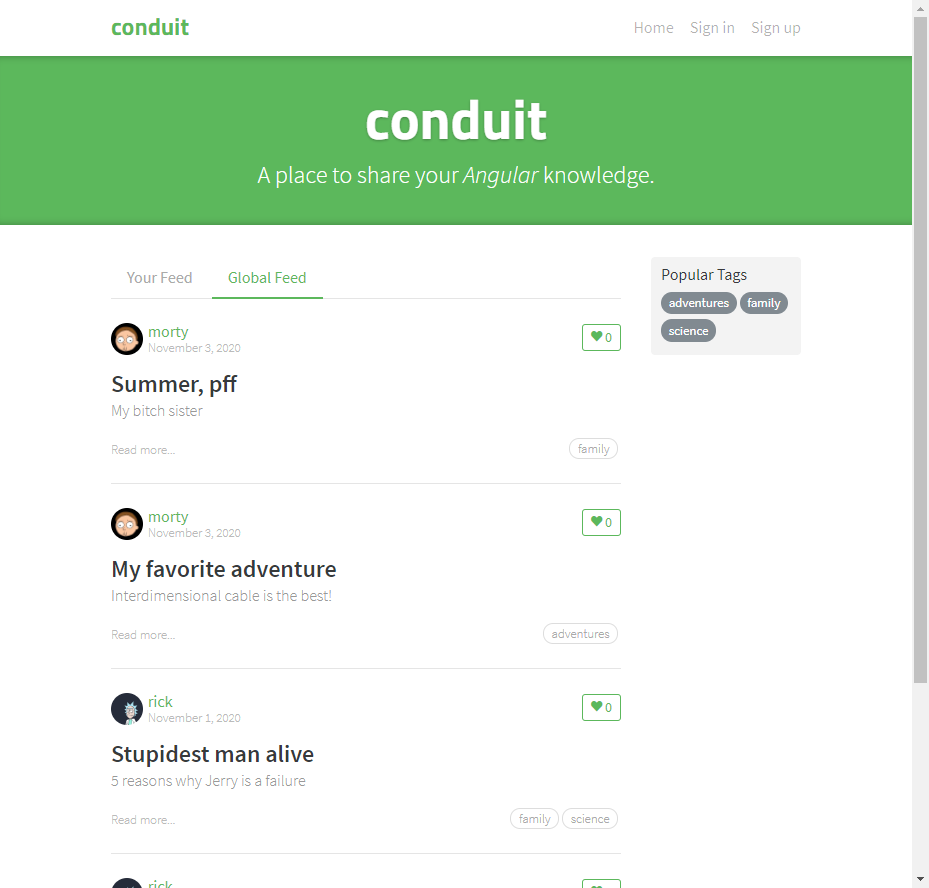 conduit
Home Sign in Sign up
conduit
A place to share your Angular knowledge.
Your Feed Global Feed
Popular Tags
adventures family
science
morty
November 3, 2020
0
Summer, pff
My bitch sister
Read more...
family
morty
November 3, 2020
0
My favorite adventure
Interdimensional cable is the best!
Read more...
adventures
rick
November 1, 2020
0
Stupidest man alive
5 reasons why Jerry is a failure
Read more...
family science
rick